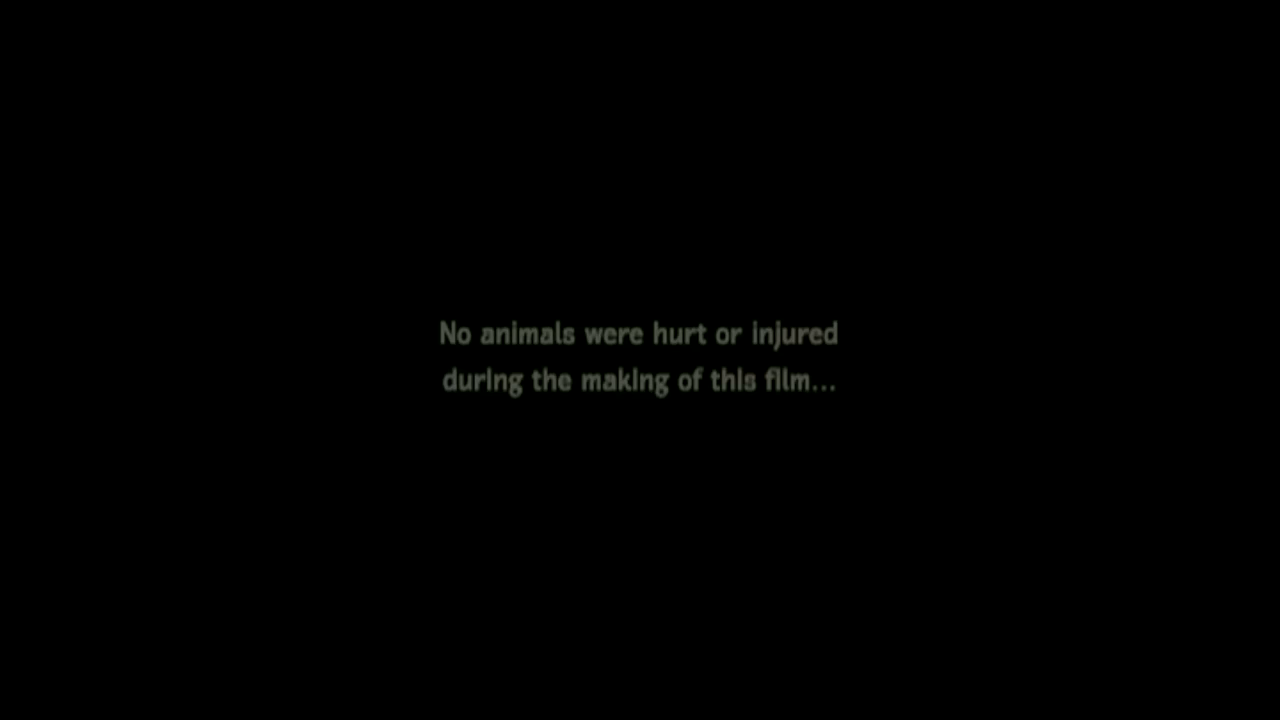 No animals were hurt or injured
during the making of this film...